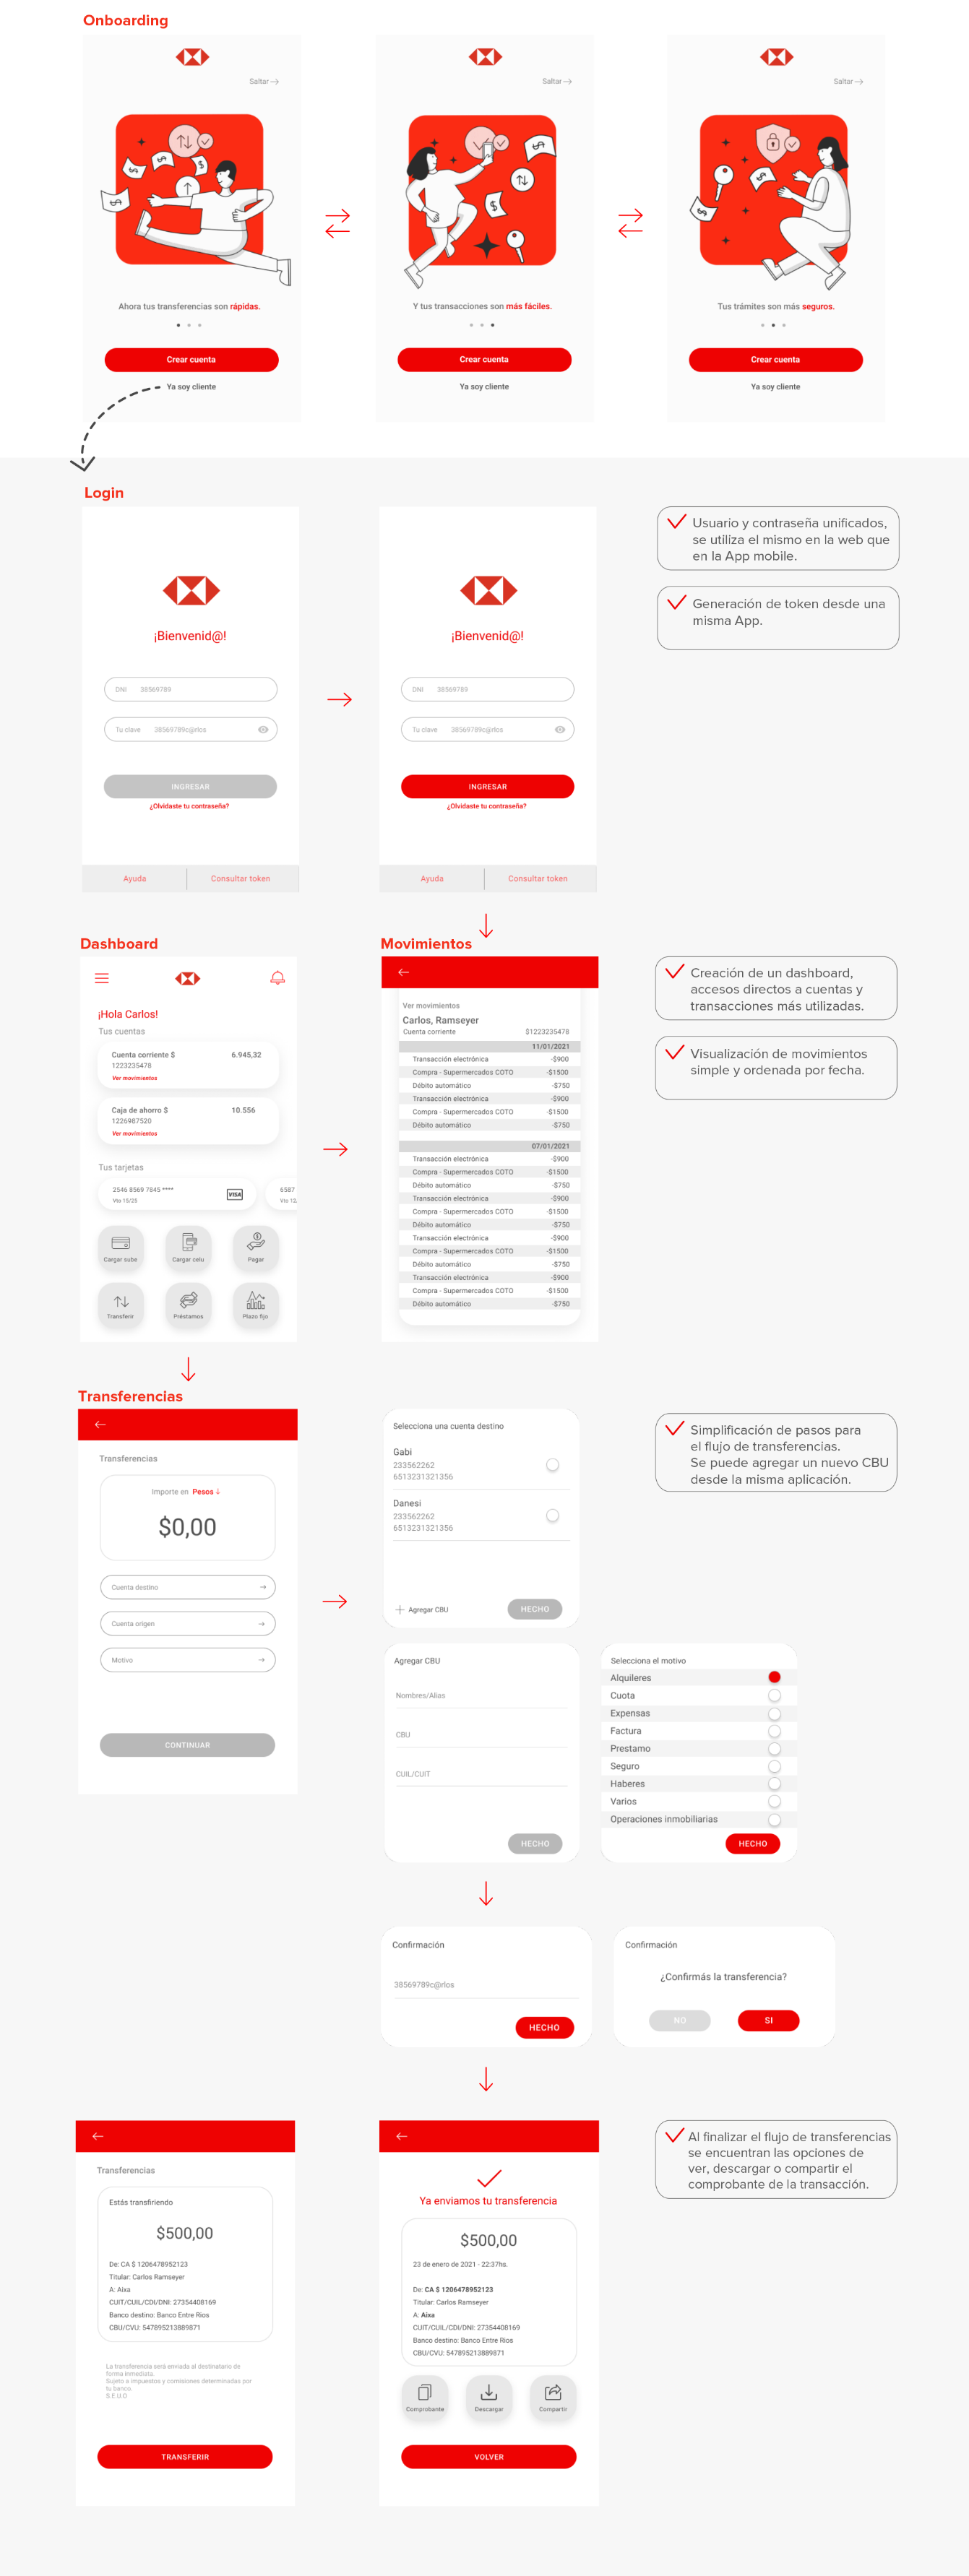 Onboarding
Saltar
Saltar
Saltar
Ahora tus transferencias son rápidas.
Y tus transacciones son más fáciles.
Tus trámites son más seguros.
Crear cuenta
Crear cuenta
Crear cuenta
Ya soy cliente
Ya soy cliente
Ya soy cliente
Login
¡Bienvenid@!
DNI 38569789
Tu clave 38569789c@rlos
INGRESAR
¿Olvidaste tu contraseña?
Ayuda
Consultar token
¡Bienvenid@!
DNI 38569789
Tu clave 38569789c@rlos
INGRESAR
¿Olvidaste tu contraseña?
Ayuda
Consultar token
Usuario y contraseña unificados,
se utiliza el mismo en la web que
en la App mobile.
Generación de token desde una
misma App.
Dashboard
¡Hola Carlos!
Tus cuentas
Cuenta corriente $ 6.945,32
1223235478
Ver movimientos
Caja de ahorro $ 10.556
1226987520
Ver movimientos
Tus tarjetas
2546 8569 7845 ****
Vto 15/25
VISA
6587
Vto 12,
Cargar sube
Cargar celu
Pagar
Transferir
Préstamos
Plazo fijo
Movimientos
Ver movimientos
Carlos, Ramseyer
Cuenta corriente $1223235478
11/01/2021
Transacción electrónica -$900
Compra - Supermercados COTO -$1500
Débito automático -$750
Transacción electrónica -$900
Compra - Supermercados COTO -$1500
Débito automático -$750
07/01/2021
Transacción electrónica -$900
Compra - Supermercados COTO -$1500
Débito automático -$750
Transacción electrónica -$900
Compra - Supermercados COTO -$1500
Débito automático -$750
Transacción electrónica -$900
Compra - Supermercados COTO -$1500
Débito automático -$750
Transacción electrónica -$900
Compra - Supermercados COTO -$1500
Débito automático -$750
Creación de un dashboard,
accesos directos a cuentas y
transacciones más utilizadas.
Visualización de movimientos
simple y ordenada por fecha.
Transferencias
Transferencias
Importe en Pesos
$0,00
Cuenta destino
Cuenta origen
Motivo
CONTINUAR
Selecciona una cuenta destino
Gabi
233562262
6513231321356
Danesi
233562262
6513231321356
Agregar CBU
HECHO
Simplificación de pasos para
el flujo de transferencias.
Se puede agregar un nuevo CBU
desde la misma aplicación.
Agregar CBU
Nombres/Alias
CBU
CUIL/CUIT
HECHO
Selecciona el motivo
Alquileres
Cuota
Expensas
Factura
Prestamo
Seguro
Haberes
Varios
Operaciones inmobiliarias
HECHO
Confirmación
38569789c@rlos
HECHO
Confirmación
¿Confirmás la transferencia?
NO
SI
Transferencias
Estás transfiriendo
$500,00
De: CA $ 1206478952123
Titular: Carlos Ramseyer
A: Aixa
CUIT/CUIL/CDI/DNI: 27354408169
Banco destino: Banco Entre Rios
CBU/CVU: 547895213889871
La transferencia será enviada al destinatario de
forma inmediata.
Sujeto a impuestos y comisiones determinadas por
tu banco.
S.E.U.O
TRANSFERIR
Ya enviamos tu transferencia
$500,00
23 de enero de 2021 - 22:37hs.
De: CA $ 1206478952123
Titular: Carlos Ramseyer
A: Aixa
CUIT/CUIL/CDI/DNI: 27354408169
Banco destino: Banco Entre Rios
CBU/CVU: 547895213889871
Comprobante
Descargar
Compartir
VOLVER
Al finalizar el flujo de transferencias
se encuentran las opciones de
ver, descargar o compartir el
comprobante de la transacción.